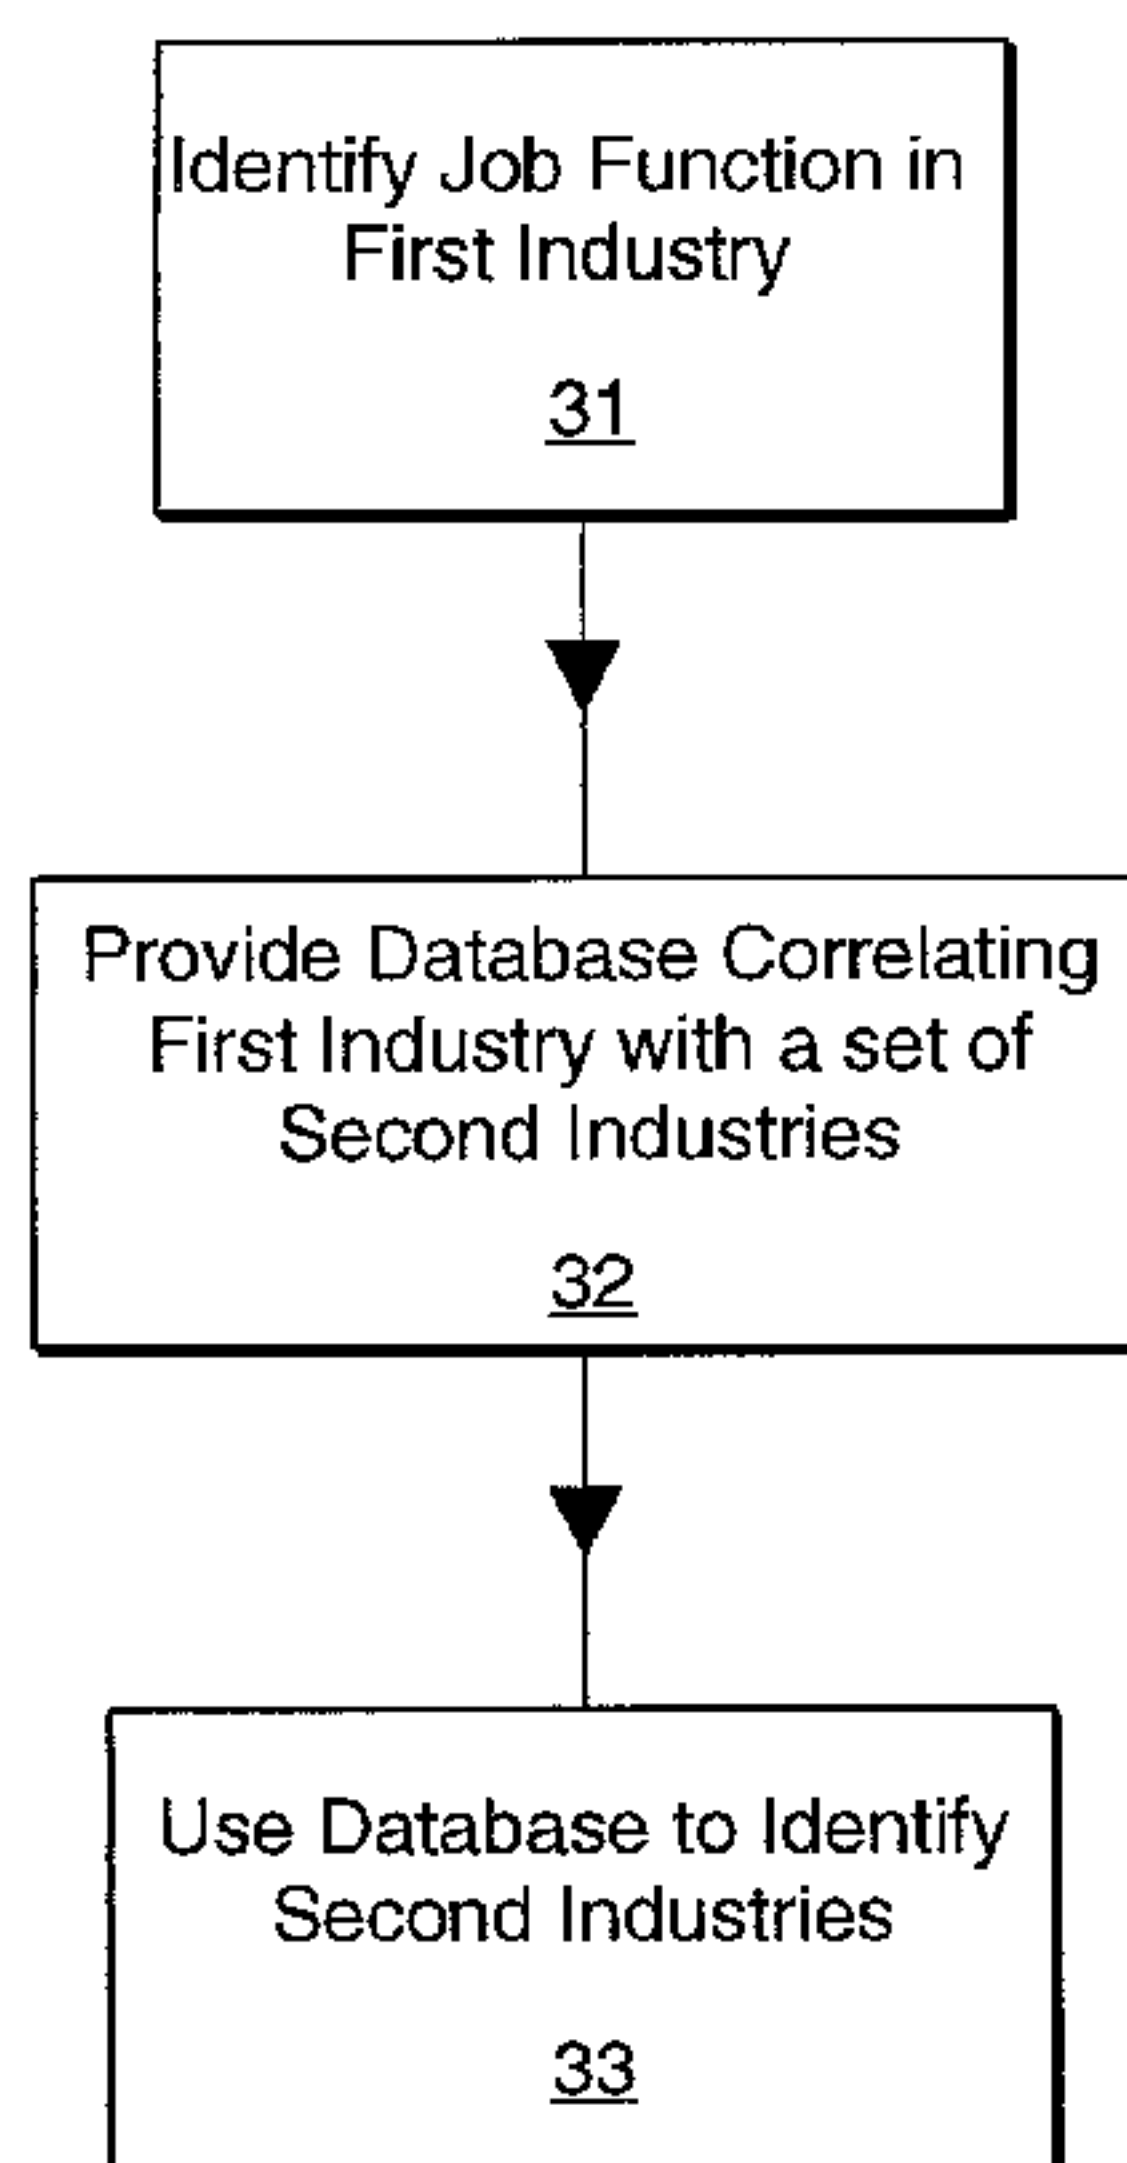 Identify Job Function in
First Industry
31
Provide Database Correlating
First Industry with a set of
Second Industries
32
Use Database to Identify
Second Industries
33